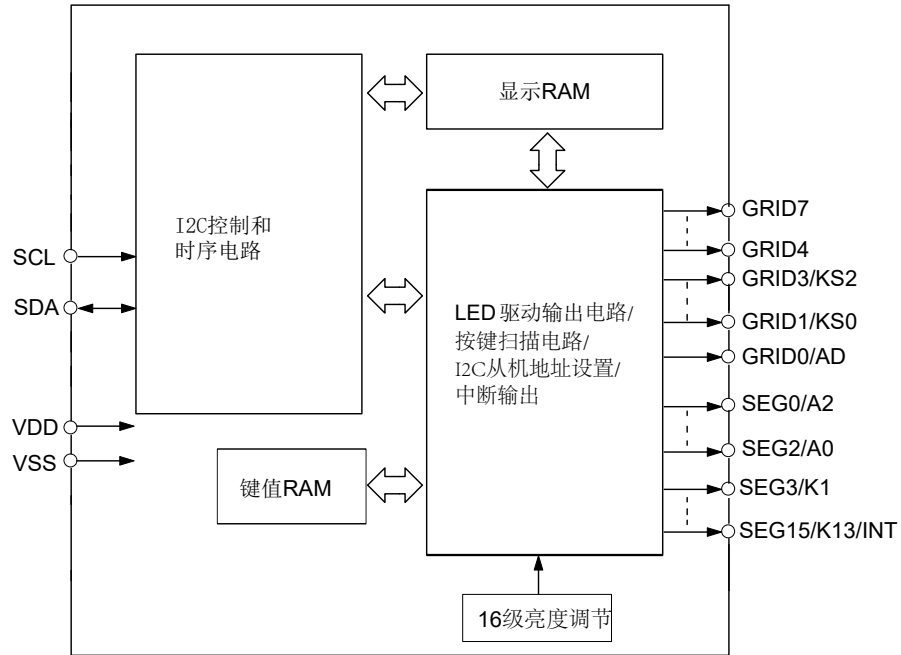 显示RAM
I2C控制和
时序电路
SCL
SDA
VDD
VSS
LED 驱动输出电路/
按键扫描电路/
I2C从机地址设置/
中断输出
键值RAM
16级亮度调节
GRID7
GRID4
GRID3/KS2
GRID1/KS0
GRID0/AD
SEG0/A2
SEG2/A0
SEG3/K1
SEG15/K13/INT